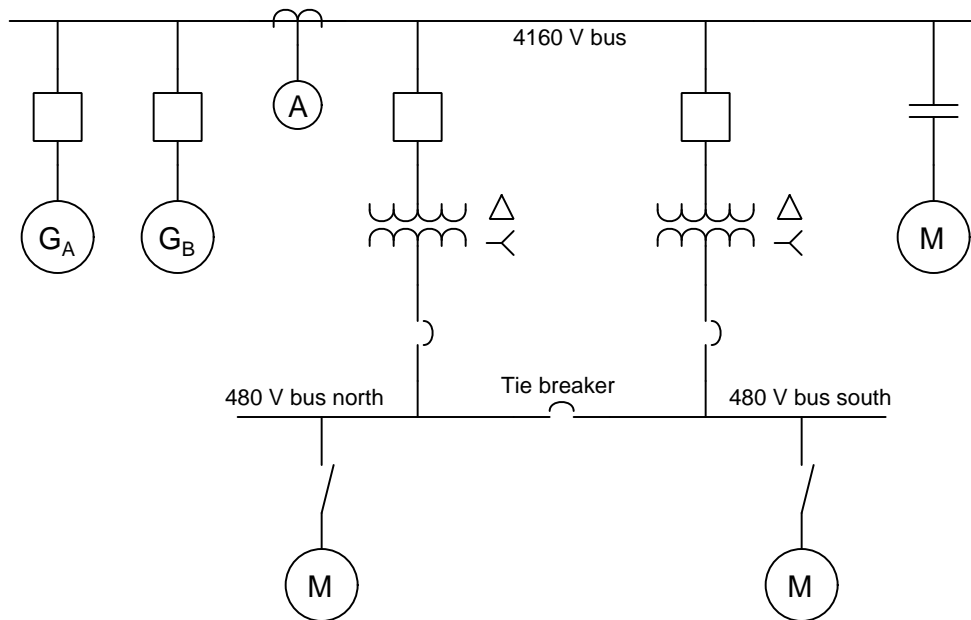 4160 V bus
A
G_A
G_B
M
480 V bus north
Tie breaker
480 V bus south
M
M